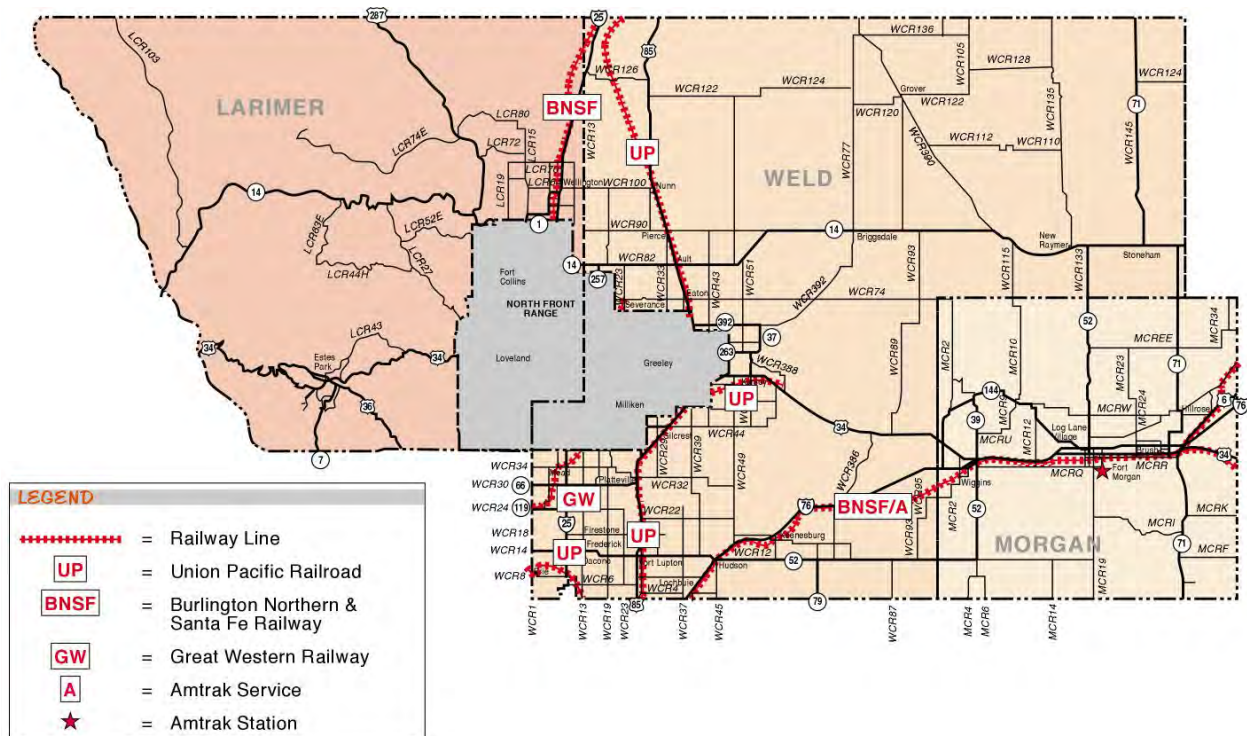 287
25
85
LCR103
WCR136
WCR105
WCR128
WCR126
WCR124
WCR124
LARIMER
BNSF
WCR122
Grover
WCR122
WCR135
71
WCR145
LCR80
LCR15
WCR13
WCR120
LCR74E
LCR72
UP
WCR77
WCR390
WCR112
WCR110
LCR19
Wellington
WCR100
Nunn
WELD
14
LCR63E
LCR52E
1
WCR90
Pierce
14
Briggsdale
New
Raymer
LCR44H
LCR27
Fort
Collins
14
257
WCR82
Ault
WCR43
WCR51
WCR93
WCR115
WCR133
Stoneham
WCR23
WCR33
Eaton
WCR392
NORTH FRONT
RANGE
Severance
WCR74
LCR43
392
37
52
MCR34
34
Estes
Park
34
Loveland
Greeley
263
WCR388
WCR89
MCR2
MCR10
MCREE
MCR23
71
36
Milliken
UP
144
MCRW
MCR24
6
76
Hillrose
7
WCR44
34
39
MCRU
MCR12
Log Lane
Village
WCR34
WCR29
WCR39
WCR49
WCR386
MCRQ
MCRR
34
WCR30
66
Platteville
WCR32
Wiggins
Fort
Morgan
WCR24
119
GW
WCR22
76
BNSF/A
WCR95
MCR2
52
WCR18
25
Firestone
UP
WCR93
MCRI
MCRK
WCR14
UP
Frederick
WCR12
MORGAN
71
MCRF
WCR8
Dacono
Fort Lupton
Hudson
52
WCR6
Lochbuie
WCR4
MCR19
WCR1
WCR13
WCR19
WCR23
85
WCR37
WCR45
79
WCR87
MCR4
MCR6
MCR14
LEGEND
= Railway Line
UP = Union Pacific Railroad
BNSF = Burlington Northern &
Santa Fe Railway
GW = Great Western Railway
A = Amtrak Service
= Amtrak Station